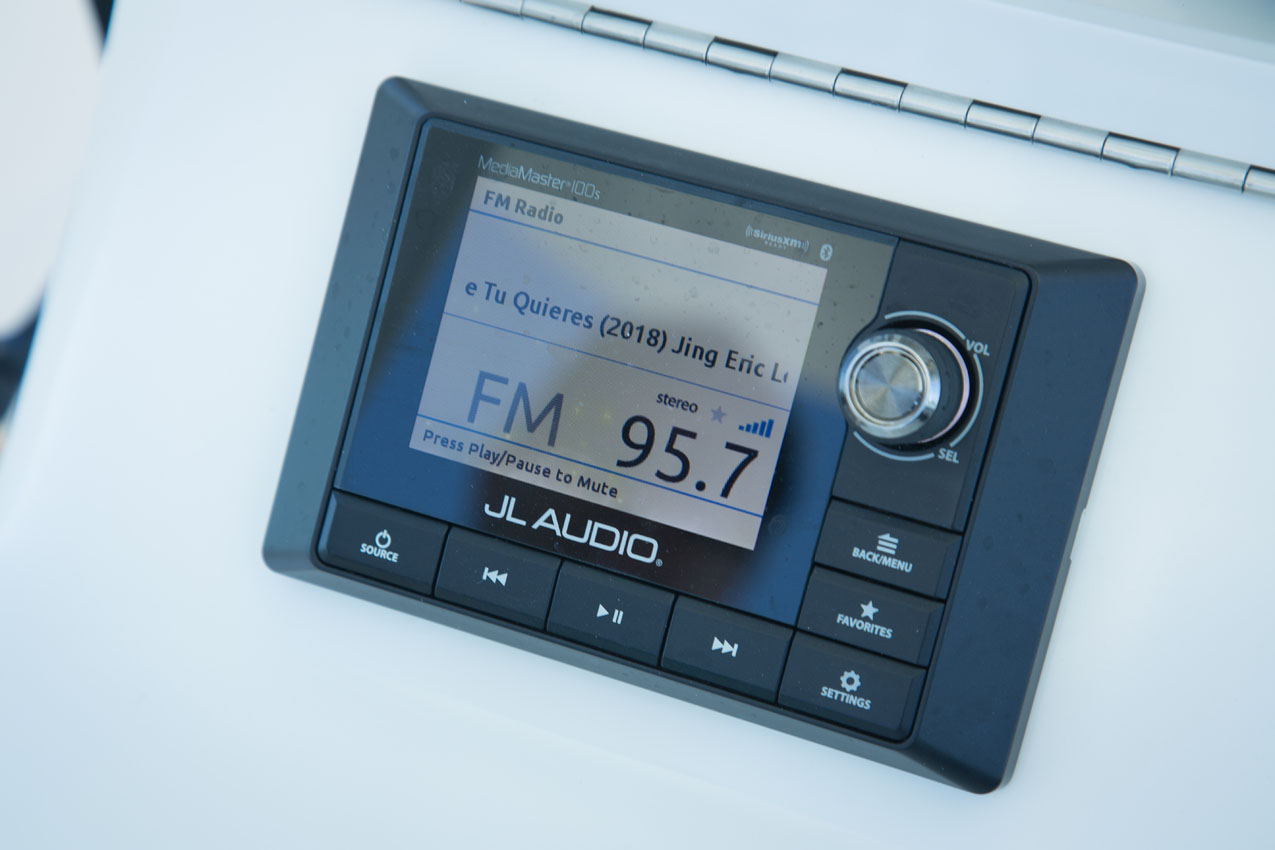 MediaMaster® 100s
FM Radio
SiriusXM
READY
e Tu Quieres (2018) Jing Eric L
stereo
FM 95.7
Press Play/Pause to Mute
JL AUDIO®
VOL
SEL
SOURCE
BACK/MENU
FAVORITES
SETTINGS